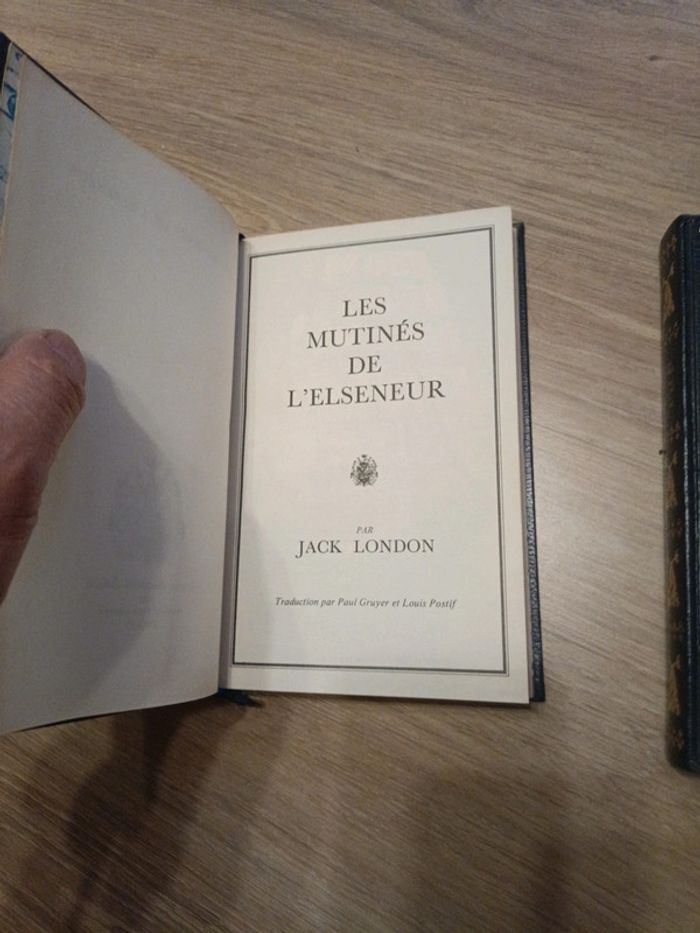 LES
MUTINÉS
DE
L'ELSENEUR
PAR
JACK LONDON
Traduction par Paul Gruyer et Louis Postif